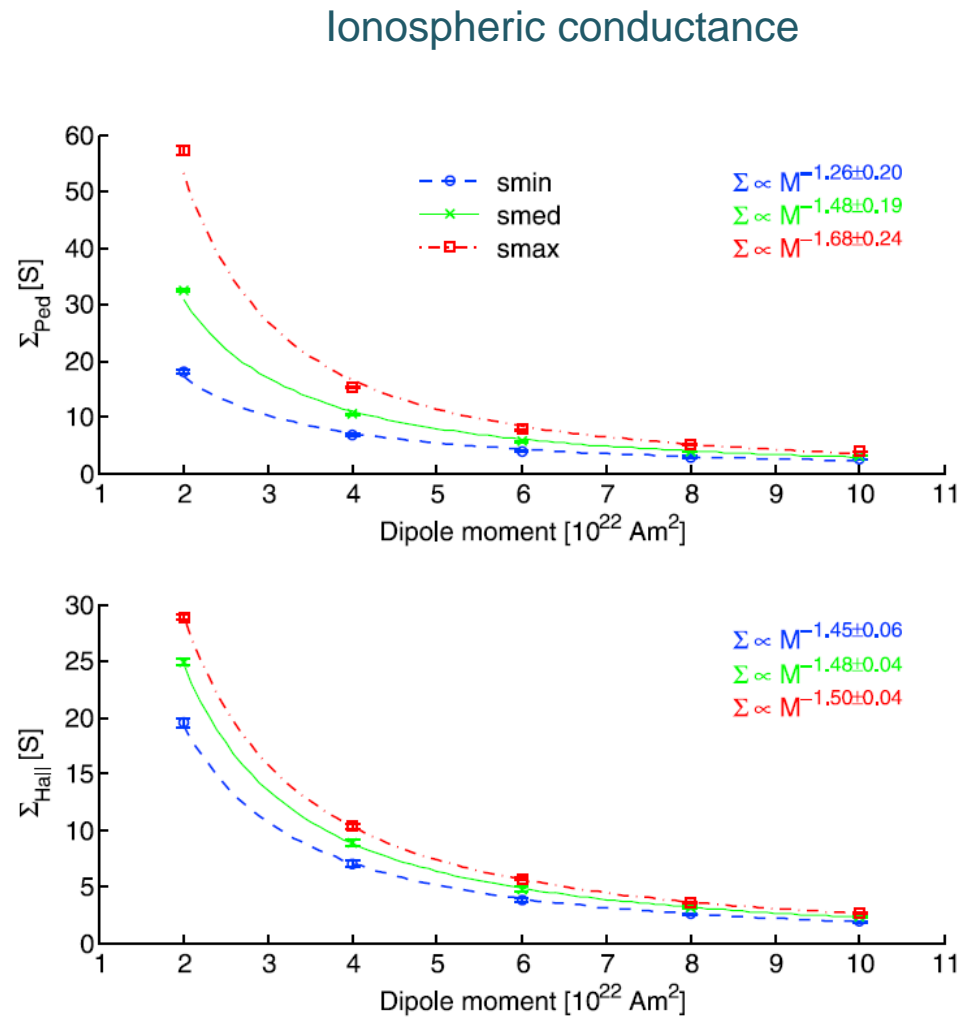 Ionospheric conductance
60
50
40
30
20
10
0
Σ_Ped [S]
smin
smed
smax
Σ ∝ M^−1.26±0.20
Σ ∝ M^−1.48±0.19
Σ ∝ M^−1.68±0.24
1 2 3 4 5 6 7 8 9 10 11
Dipole moment [10^22 Am^2]
30
25
20
15
10
5
0
Σ_Hall [S]
Σ ∝ M^−1.45±0.06
Σ ∝ M^−1.48±0.04
Σ ∝ M^−1.50±0.04
1 2 3 4 5 6 7 8 9 10 11
Dipole moment [10^22 Am^2]